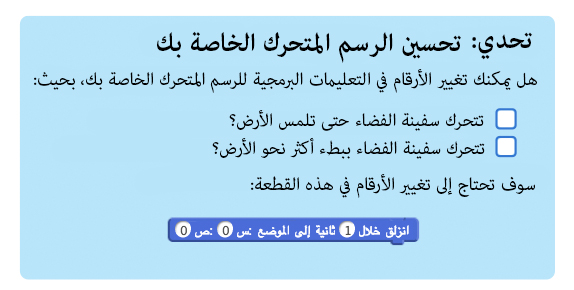 تحدي: تحسين الرسم المتحرك الخاصة بك
هل يمكنك تغيير الأرقام في التعليمات البرمجية للرسم المتحرك الخاصة بك، بحيث:
تتحرك سفينة الفضاء حتى تلمس الأرض؟
تتحرك سفينة الفضاء ببطء أكثر نحو الأرض؟
سوف تحتاج إلى تغيير الأرقام في هذه القطعة:
انزلق خلال 1 ثانية إلى الموضع س: 0 ص: 0